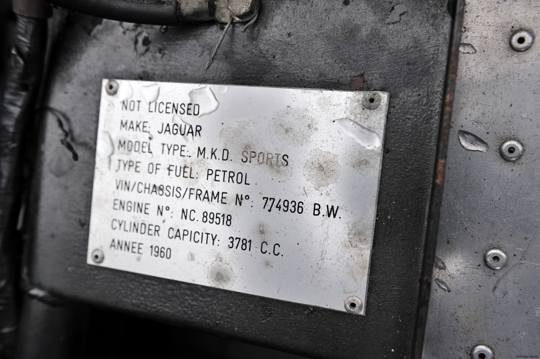 NOT LICENSED
MAKE: JAGUAR
MODEL TYPE: M.K.D. SPORTS
TYPE OF FUEL: PETROL
VIN/CHASSIS/FRAME N°: 774936 B.W.
ENGINE N°: NC. 89518
CYLINDER CAPICITY: 3781 C.C.
ANNEE 1960